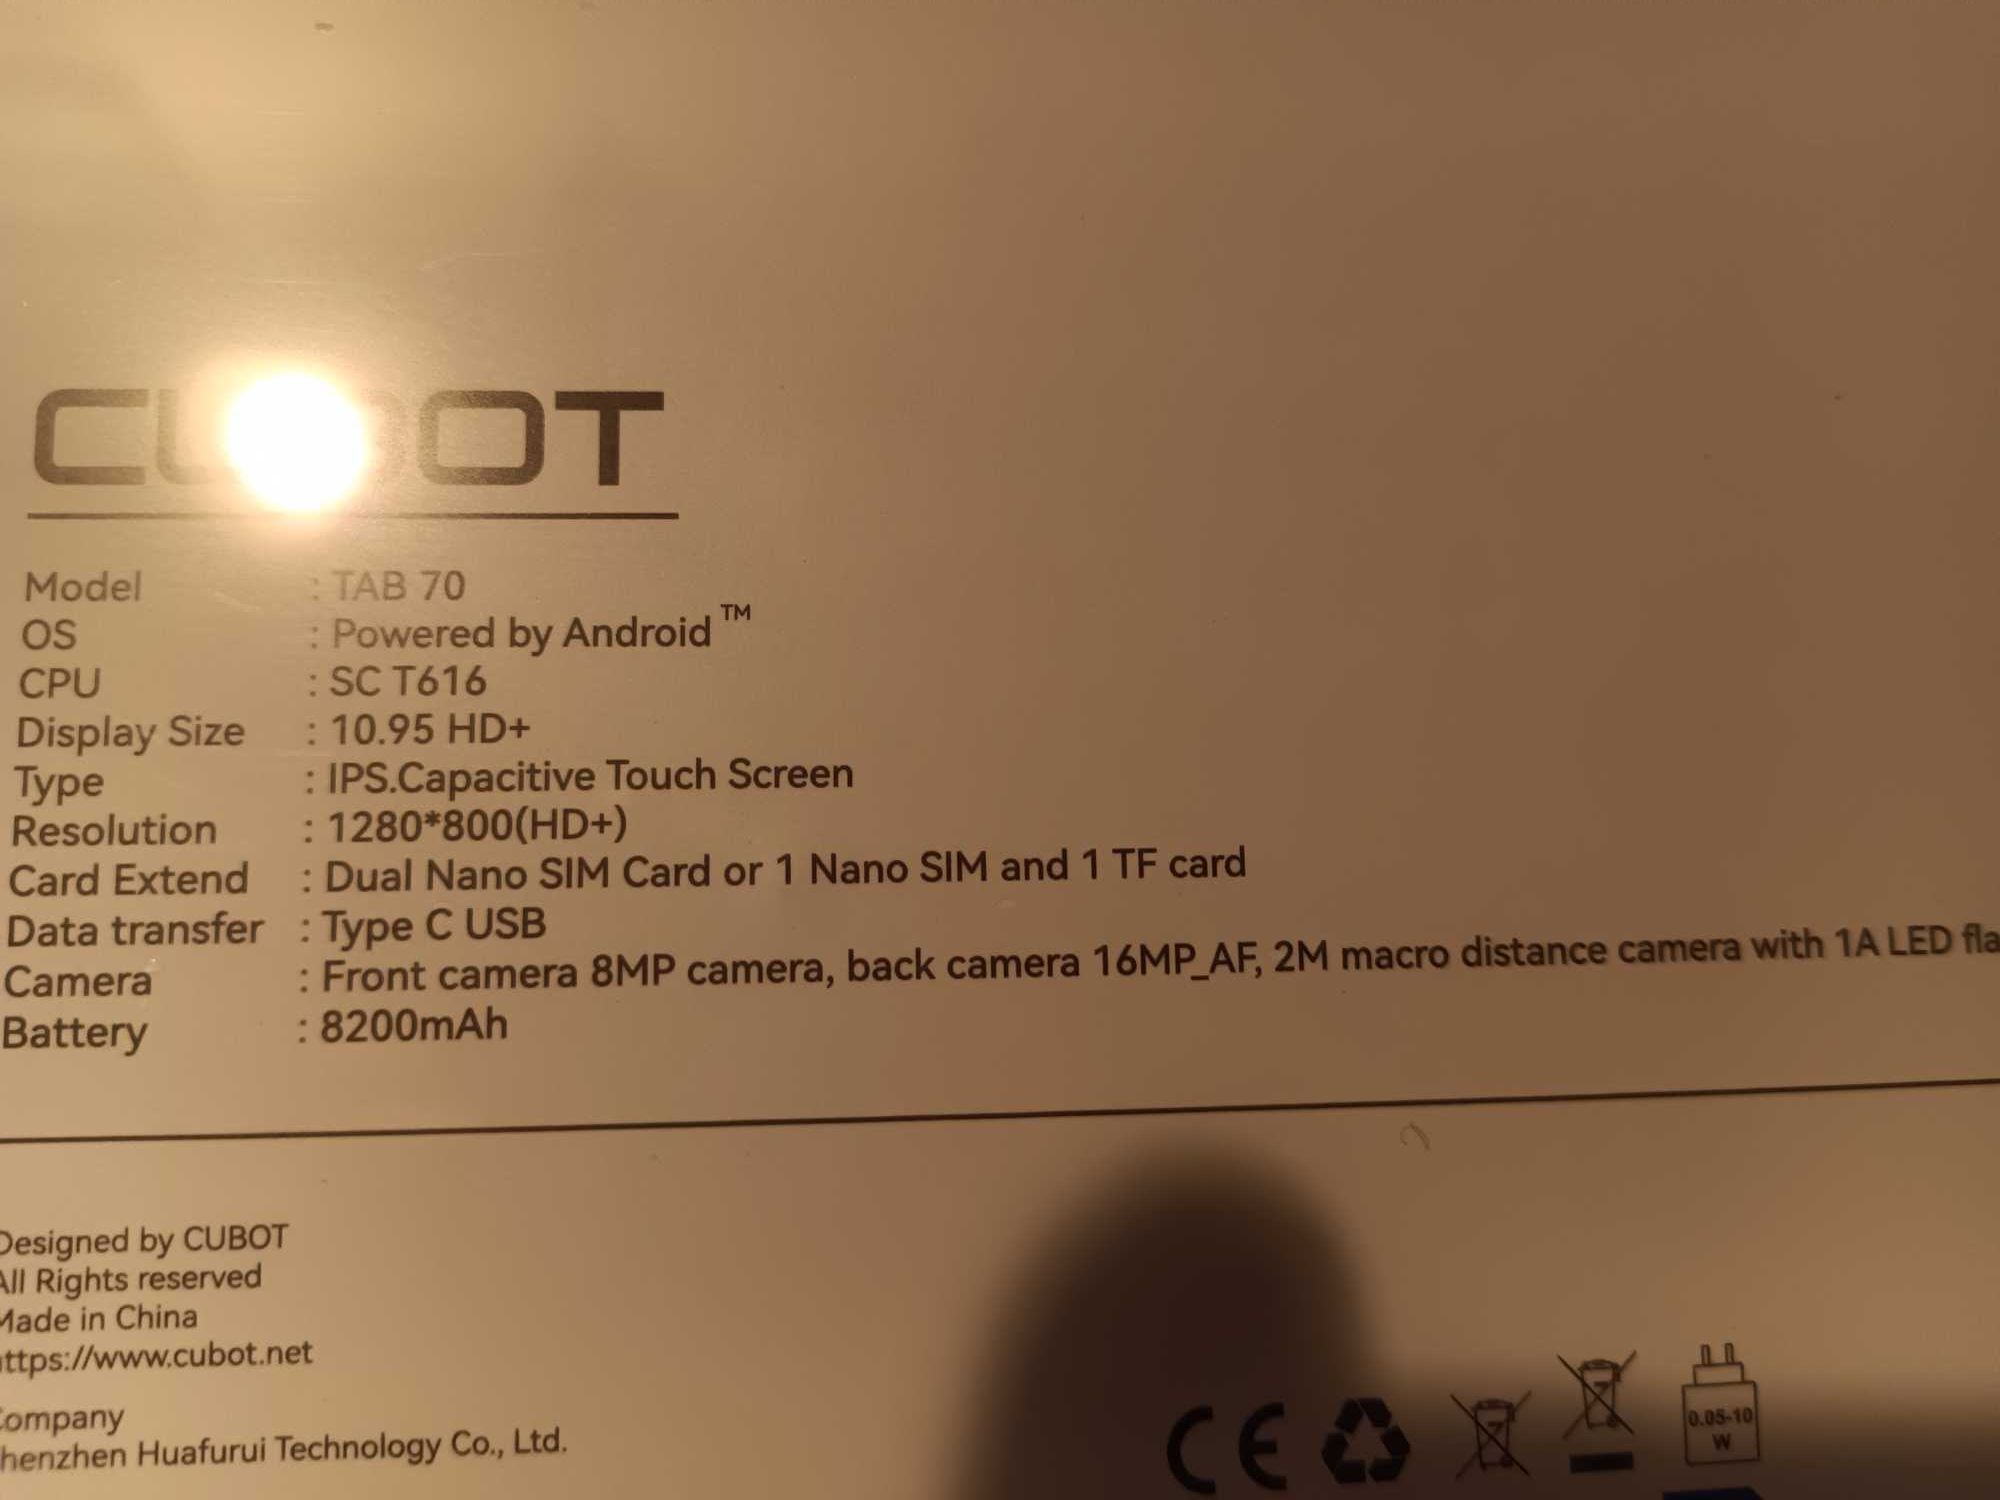 CUBOT
Model : TAB 70
OS : Powered by Android™
CPU : SC T616
Display Size : 10.95 HD+
Type : IPS.Capacitive Touch Screen
Resolution : 1280*800(HD+)
Card Extend : Dual Nano SIM Card or 1 Nano SIM and 1 TF card
Data transfer : Type C USB
Camera : Front camera 8MP camera, back camera 16MP_AF, 2M macro distance camera with 1A LED fla
Battery : 8200mAh
Designed by CUBOT
All Rights reserved
Made in China
ttps://www.cubot.net
ompany
henzhen Huafurui Technology Co., Ltd.
CE
0.05-10
W